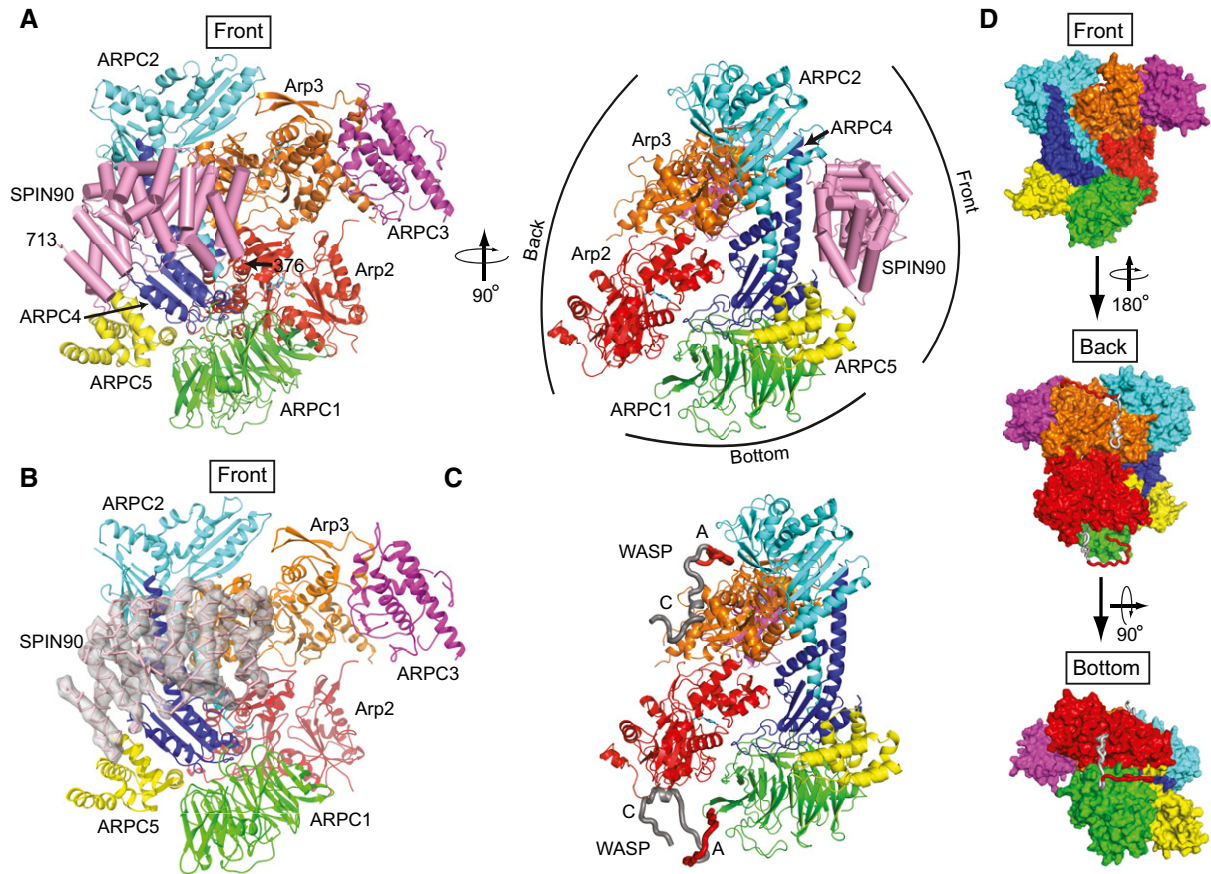 A
Front
ARPC2
Arp3
SPIN90
713
ARPC3
376
Arp2
ARPC4
ARPC5
ARPC1
90°
ARPC2
ARPC4
Arp3
Back
Front
Arp2
SPIN90
ARPC5
ARPC1
Bottom
B
Front
ARPC2
Arp3
SPIN90
ARPC3
Arp2
ARPC5
ARPC1
C
A
WASP
C
C
WASP
A
D
Front
180°
Back
90°
Bottom